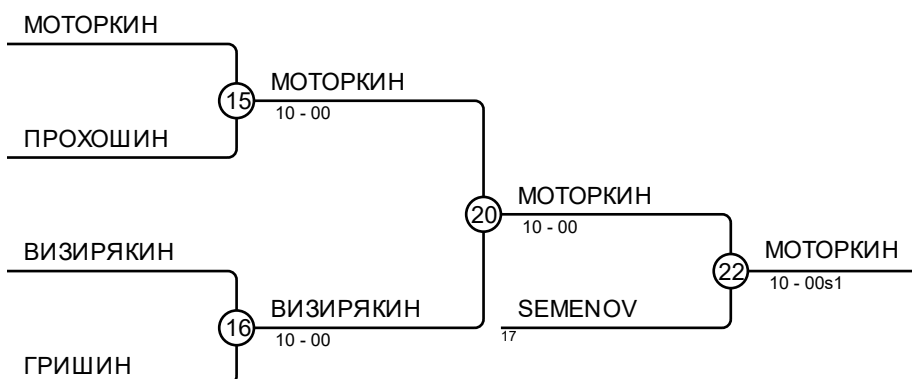 МОТОРКИН
15
МОТОРКИН
10 - 00
ПРОХОШИН
20
МОТОРКИН
10 - 00
ВИЗИРЯКИН
16
ВИЗИРЯКИН
10 - 00
ГРИШИН
SEMENOV
17
22
МОТОРКИН
10 - 00s1